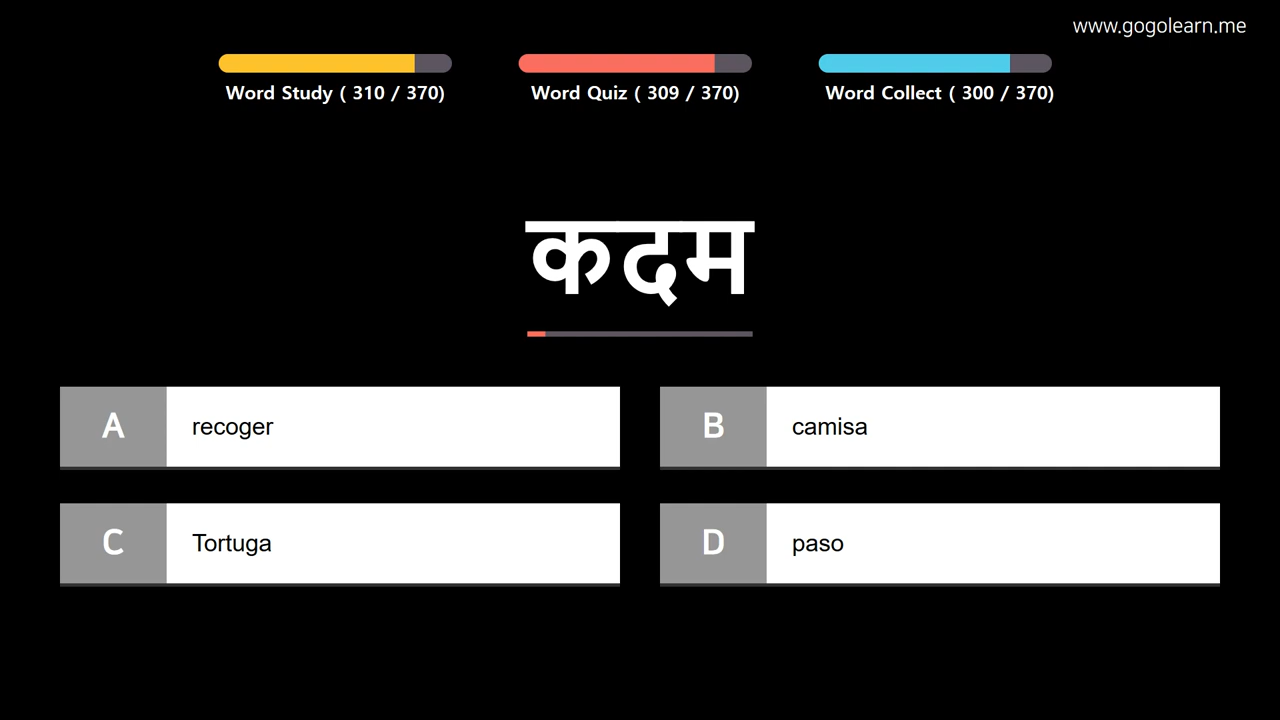 www.gogolearn.me
Word Study ( 310 / 370)
Word Quiz ( 309 / 370)
Word Collect ( 300 / 370)
कदम
A recoger
B camisa
C Tortuga
D paso